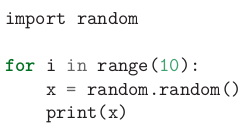 import random

for i in range(10):
    x = random.random()
    print(x)